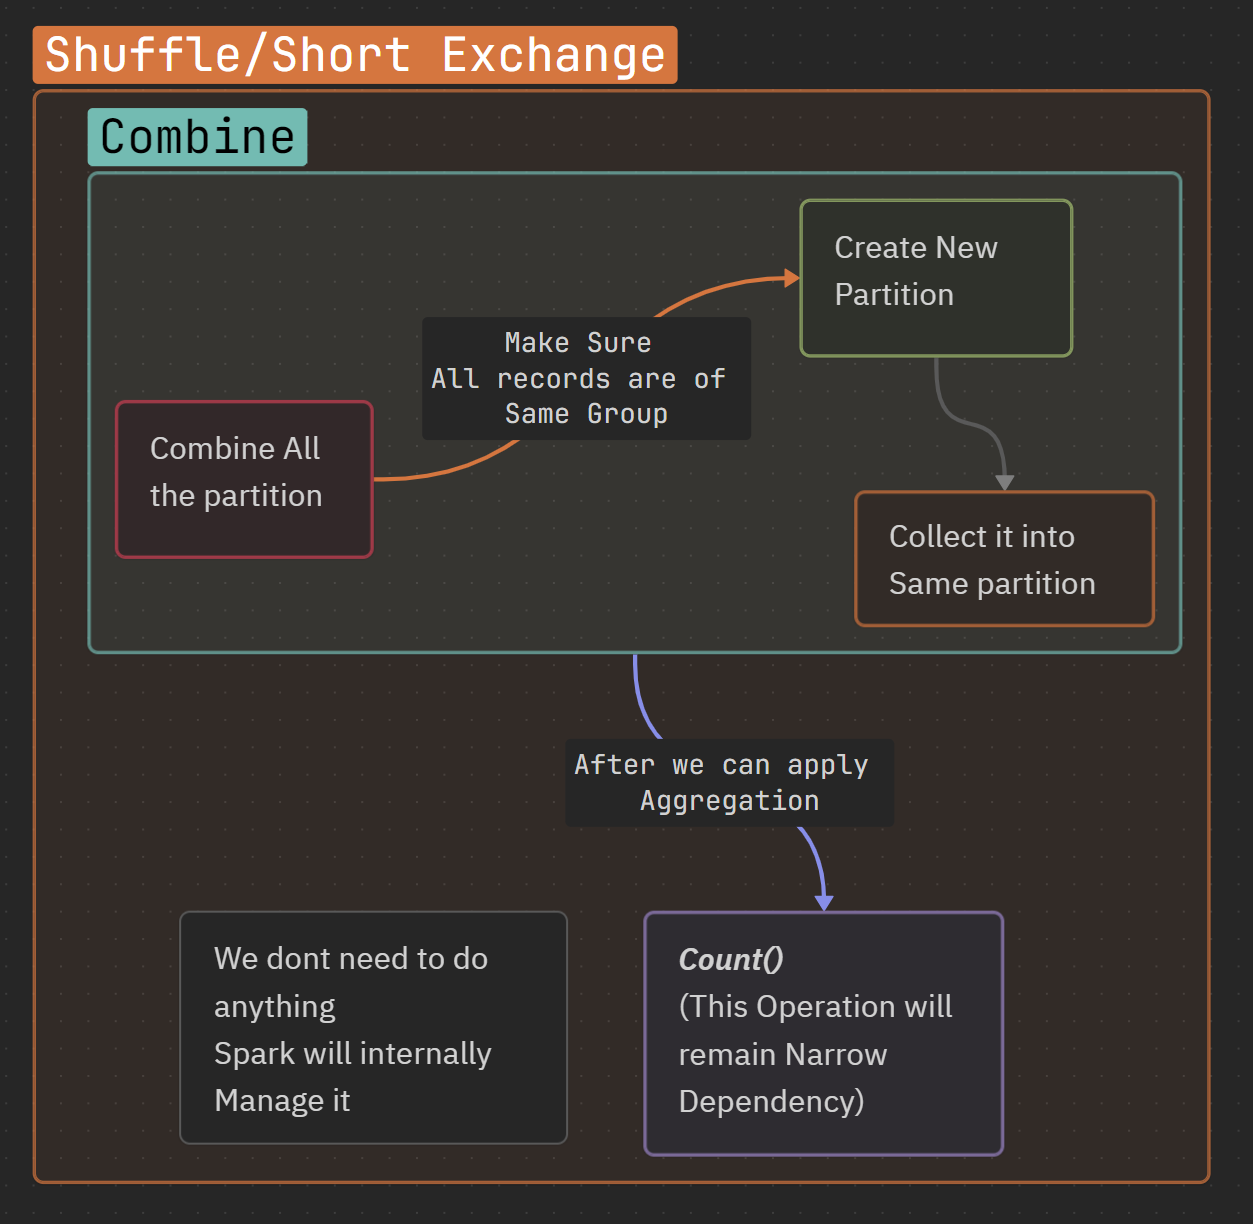 Shuffle/Short Exchange
Combine
Create New
Partition
Make Sure
All records are of
Same Group
Combine All
the partition
Collect it into
Same partition
After we can apply
Aggregation
We dont need to do
anything
Spark will internally
Manage it
Count()
(This Operation will
remain Narrow
Dependency)